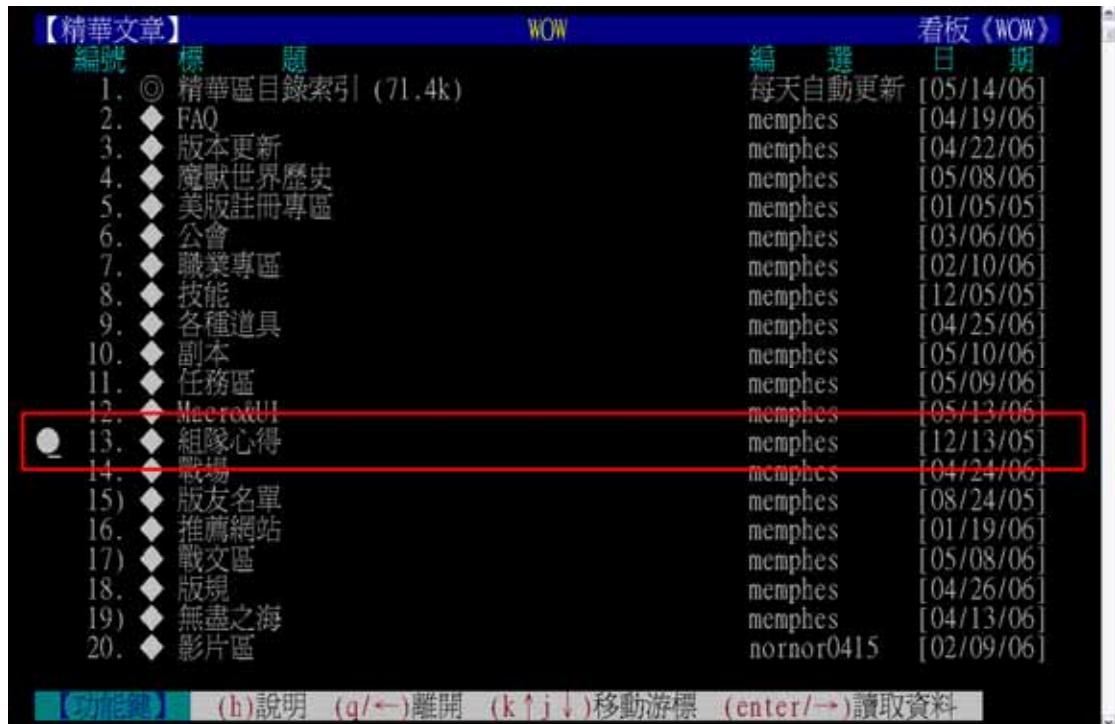 【精華文章】 WOW 看板《WOW》
編號 標 題 編 選 日 期
1. ◎ 精華區目錄索引 (71.4k) 每天自動更新 [05/14/06]
2. ◆ FAQ memphes [04/19/06]
3. ◆ 版本更新 memphes [04/22/06]
4. ◆ 魔獸世界歷史 memphes [05/08/06]
5. ◆ 美版註冊專區 memphes [01/05/05]
6. ◆ 公會 memphes [03/06/06]
7. ◆ 職業專區 memphes [02/10/06]
8. ◆ 技能 memphes [12/05/05]
9. ◆ 各種道具 memphes [04/25/06]
10. ◆ 副本 memphes [05/10/06]
11. ◆ 任務區 memphes [05/09/06]
12. ◆ Macro&UI memphes [05/13/06]
● 13. ◆ 組隊心得 memphes [12/13/05]
14. ◆ 戰場 memphes [04/24/06]
15) ◆ 版友名單 memphes [08/24/05]
16. ◆ 推薦網站 memphes [01/19/06]
17) ◆ 戰文區 memphes [05/08/06]
18. ◆ 版規 memphes [04/26/06]
19) ◆ 無盡之海 memphes [04/13/06]
20. ◆ 影片區 nornor0415 [02/09/06]
【功能鍵】 (h)說明 (q/←)離開 (k↑j↓)移動游標 (enter/→)讀取資料